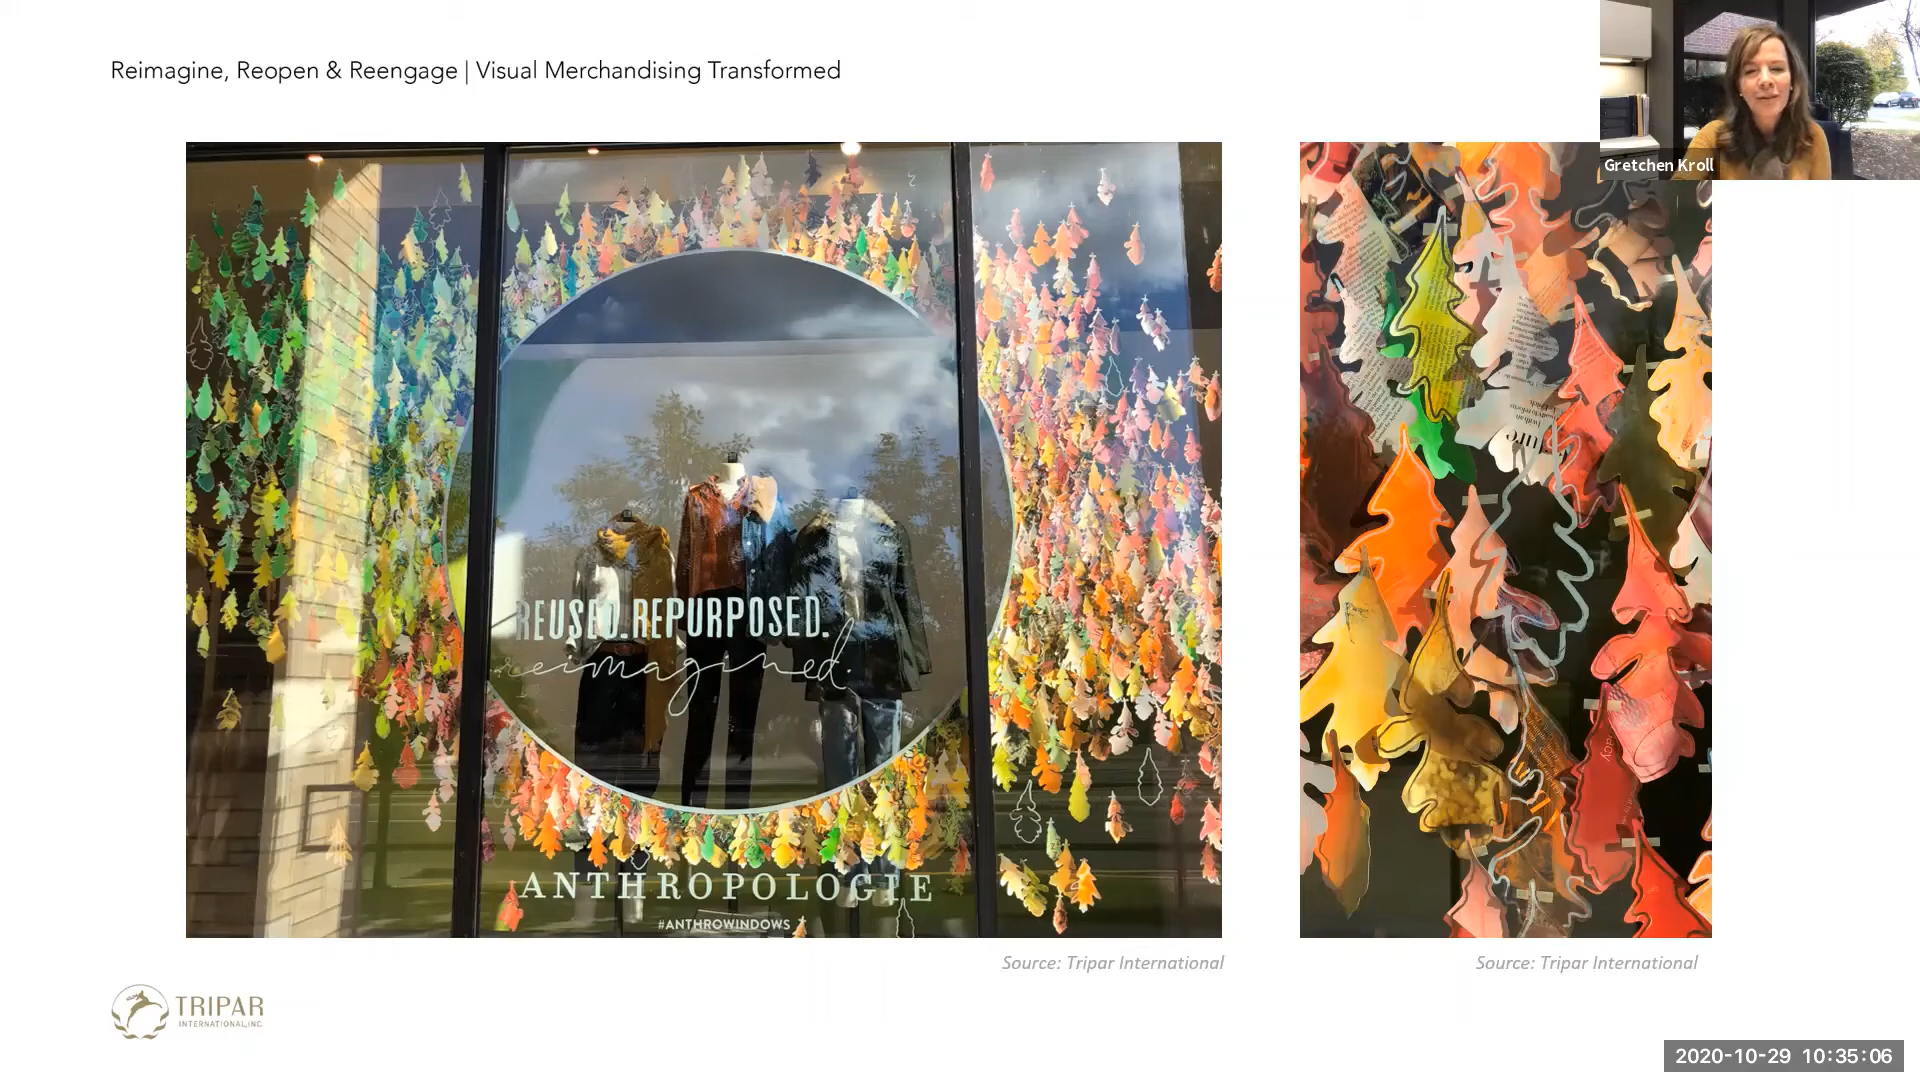 Reimagine, Reopen & Reengage | Visual Merchandising Transformed
Gretchen Kroll
REUSED.REPURPOSED.
reimagined.
ANTHROPOLOGIE
#ANTHROWINDOWS
Source: Tripar International
Source: Tripar International
TRIPAR
INTERNATIONAL, INC.
2020-10-29 10:35:06